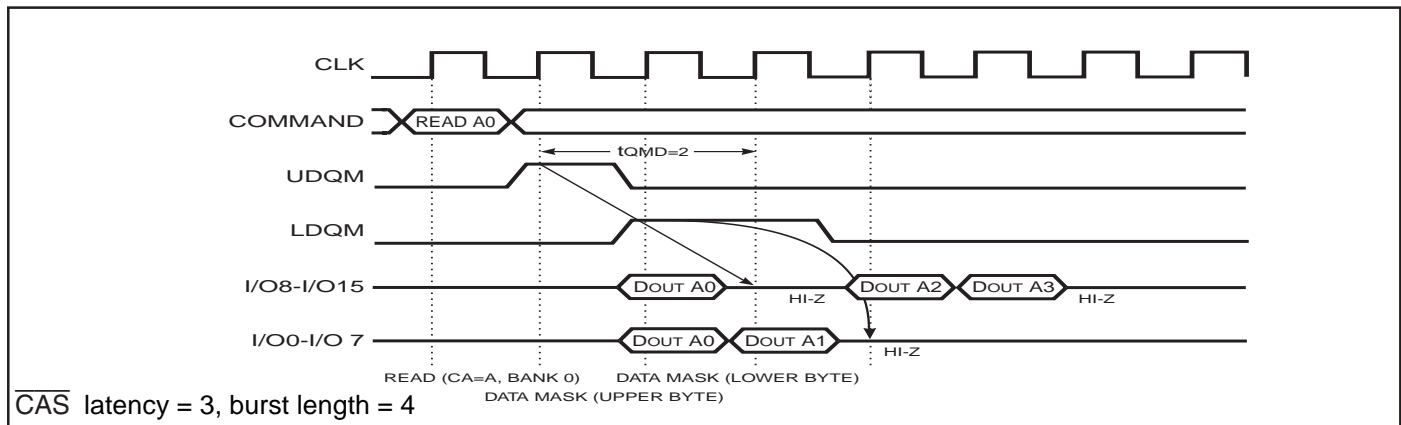 CLK
COMMAND
READ A0
tQMD=2
UDQM
LDQM
I/O8-I/O15
DOUT A0
HI-Z
DOUT A2
DOUT A3
HI-Z
I/O0-I/O 7
DOUT A0
DOUT A1
HI-Z
READ (CA=A, BANK 0)
DATA MASK (LOWER BYTE)
DATA MASK (UPPER BYTE)
CAS latency = 3, burst length = 4